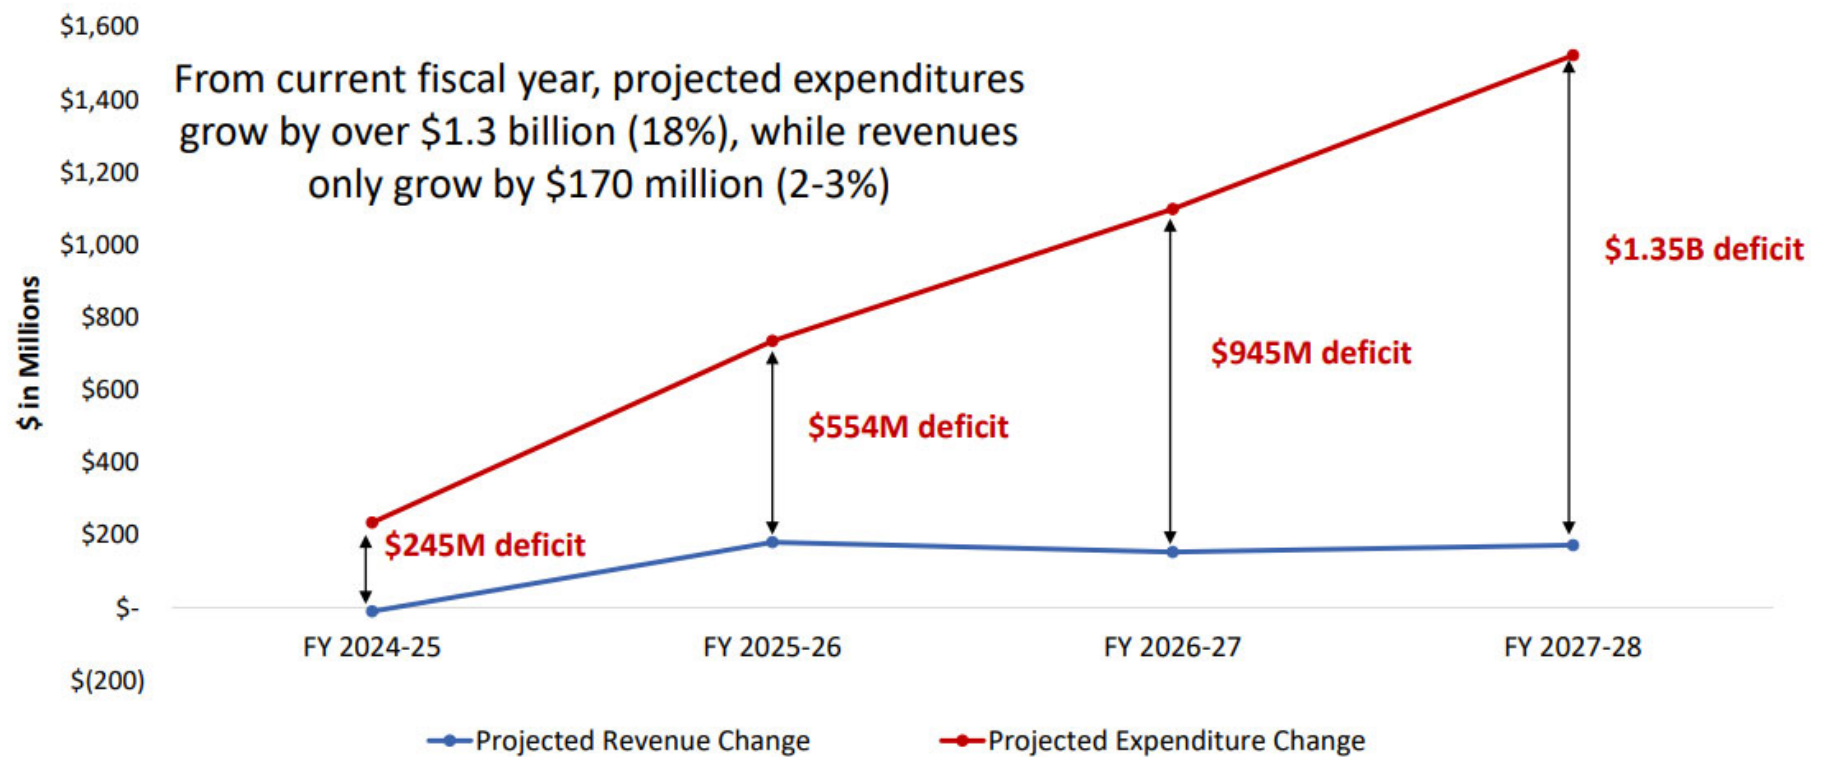 $1,600
From current fiscal year, projected expenditures
$1,400
grow by over $1.3 billion (18%), while revenues
$1,200
only grow by $170 million (2-3%)
$1,000
$1.35B deficit
$ in Millions
$800
$945M deficit
$600
$554M deficit
$400
$200
$245M deficit
$-
FY 2024-25 FY 2025-26 FY 2026-27 FY 2027-28
$(200)
Projected Revenue Change Projected Expenditure Change